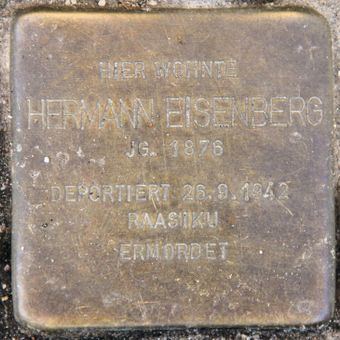 HIER WOHNTE
HERMANN EISENBERG
JG. 1876
DEPORTIERT 26.9.1942
RAASIKU
ERMORDET